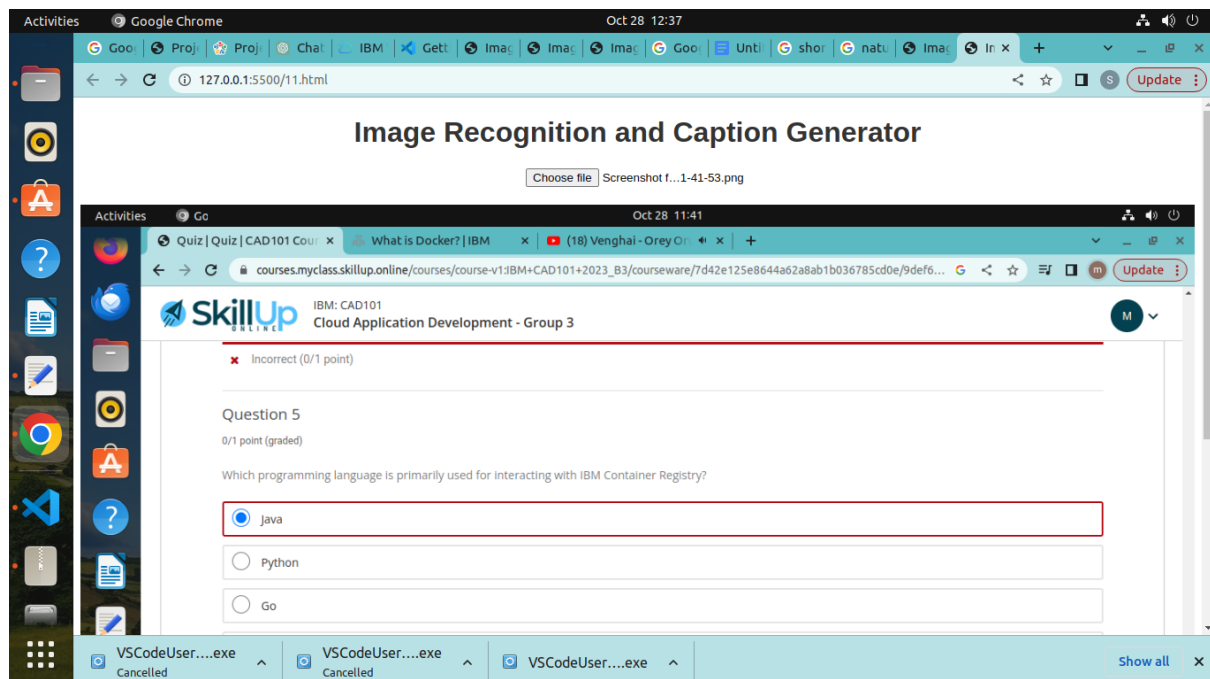 Activities Google Chrome Oct 28 12:37
Goo Proj Proj Chat IBM Gett Imag Imag Imag Goo Unti shor natu Imag In
127.0.0.1:5500/11.html S Update
Image Recognition and Caption Generator
Choose file Screenshot f...1-41-53.png
Activities Go Oct 28 11:41
Quiz | Quiz | CAD101 Cour What is Docker? | IBM (18) Venghai - Orey Or
courses.myclass.skillup.online/courses/course-v1:IBM+CAD101+2023_B3/courseware/7d42e125e8644a62a8ab1b036785cd0e/9def6... G m Update
SkillUp ONLINE
IBM: CAD101
Cloud Application Development - Group 3
M
Incorrect (0/1 point)
Question 5
0/1 point (graded)
Which programming language is primarily used for interacting with IBM Container Registry?
Java
Python
Go
VSCodeUser....exe
Cancelled
VSCodeUser....exe
Cancelled
VSCodeUser....exe
Show all